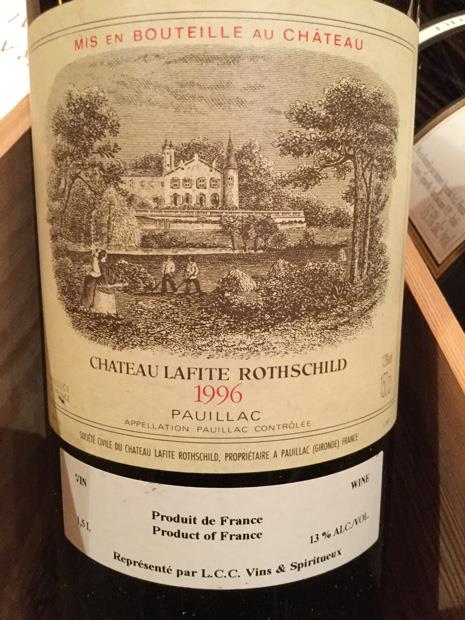 MIS EN BOUTEILLE AU CHÂTEAU
CHATEAU LAFITE ROTHSCHILD
1996
PAUILLAC
APPELLATION PAUILLAC CONTRÔLÉE
SOCIÉTÉ CIVILE DU CHATEAU LAFITE ROTHSCHILD, PROPRIÉTAIRE A PAUILLAC (GIRONDE) FRANCE
VIN WINE
Produit de France
1,5 L Product of France 13 % ALC./VOL.
Représenté par L.C.C. Vins & Spiritueux